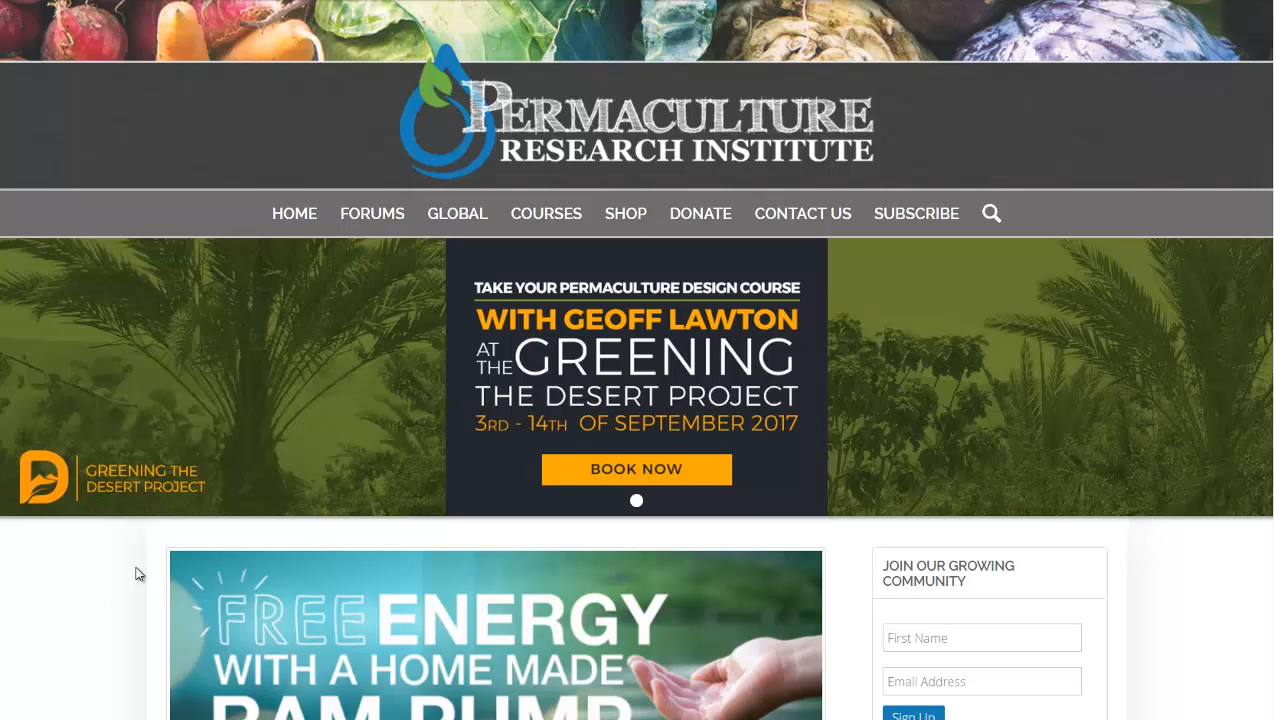 PERMACULTURE
RESEARCH INSTITUTE
HOME FORUMS GLOBAL COURSES SHOP DONATE CONTACT US SUBSCRIBE
TAKE YOUR PERMACULTURE DESIGN COURSE
WITH GEOFF LAWTON
AT THE GREENING
THE DESERT PROJECT
3RD - 14TH OF SEPTEMBER 2017
BOOK NOW
GREENING THE
DESERT PROJECT
FREE ENERGY
WITH A HOME MADE
RAM PUMP
JOIN OUR GROWING
COMMUNITY
First Name
Email Address
Sign Up